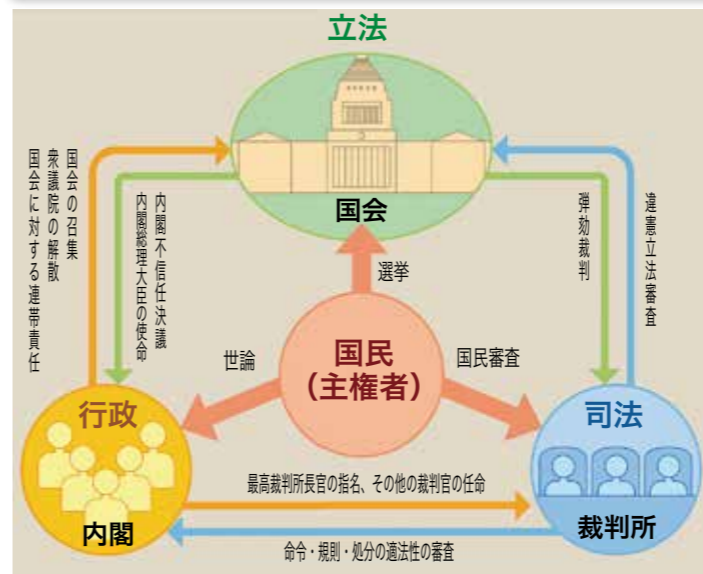 立法
国会
国会の召集
衆議院の解散
国会に対する連帯責任
内閣不信任決議
内閣総理大臣の使命
弾劾裁判
違憲立法審査
選挙
世論
国民
（主権者）
国民審査
行政
内閣
司法
裁判所
最高裁判所長官の指名、その他の裁判官の任命
命令・規則・処分の適法性の審査